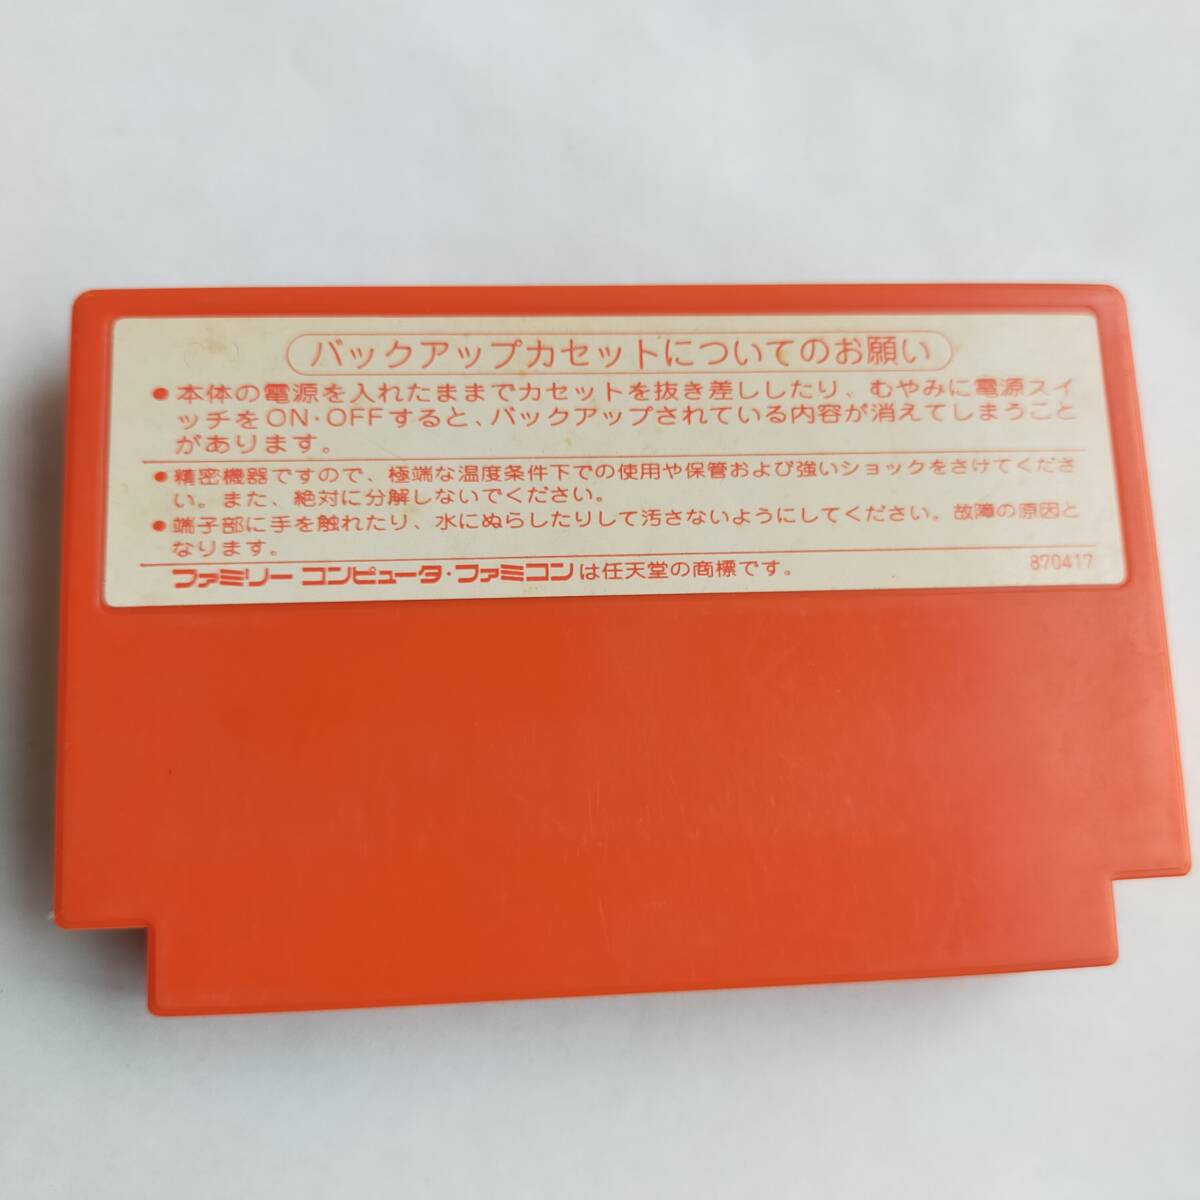 バックアップカセットについてのお願い
●本体の電源を入れたままでカセットを抜き差ししたり、むやみに電源スイ
ッチをON・OFFすると、バックアップされている内容が消えてしまうこと
があります。
●精密機器ですので、極端な温度条件下での使用や保管および強いショックをさけてくださ
い。また、絶対に分解しないでください。
●端子部に手を触れたり、水にぬらしたりして汚さないようにしてください。故障の原因と
なります。
ファミリー コンピュータ・ファミコンは任天堂の商標です。 870417